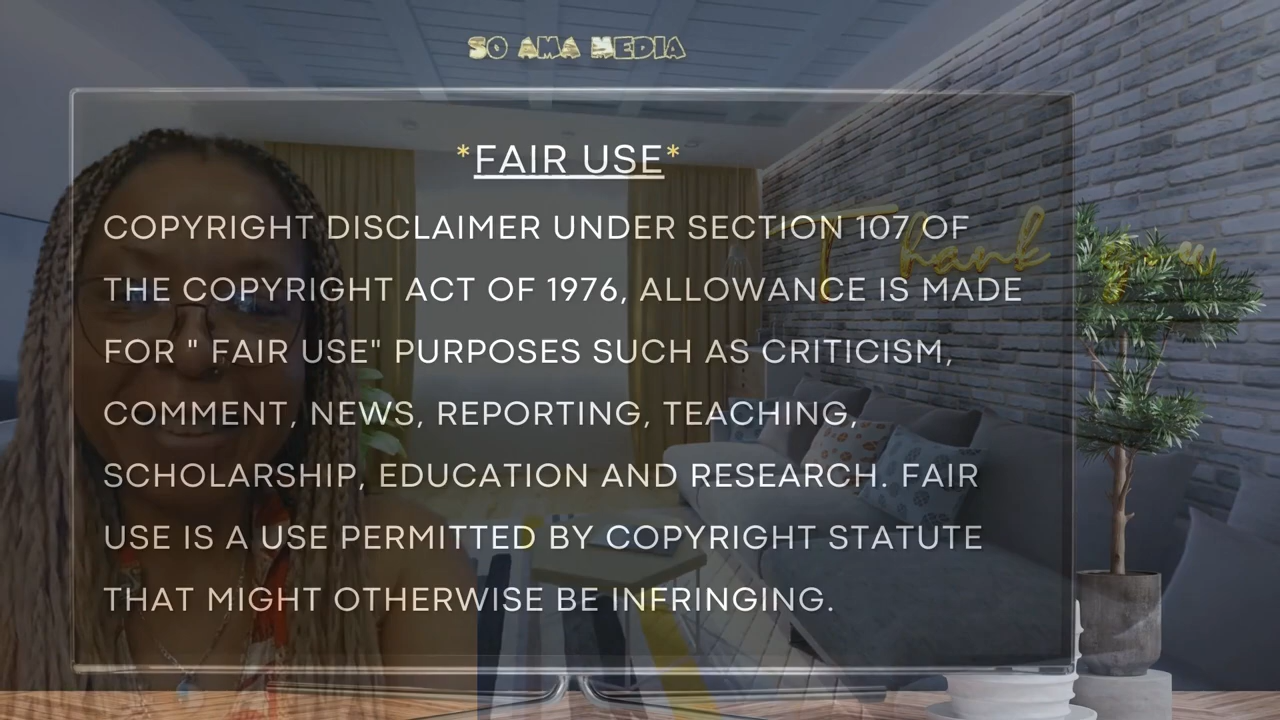 SO AMA MEDIA
*FAIR USE*
COPYRIGHT DISCLAIMER UNDER SECTION 107 OF
THE COPYRIGHT ACT OF 1976, ALLOWANCE IS MADE
FOR " FAIR USE" PURPOSES SUCH AS CRITICISM,
COMMENT, NEWS, REPORTING, TEACHING,
SCHOLARSHIP, EDUCATION AND RESEARCH. FAIR
USE IS A USE PERMITTED BY COPYRIGHT STATUTE
THAT MIGHT OTHERWISE BE INFRINGING.
Thank